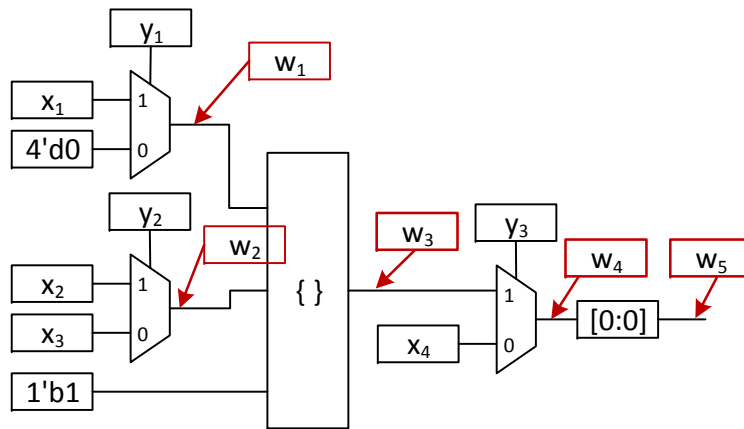 y₁
w₁
x₁
1
4'd0
0
y₂
w₂
y₃
w₃
x₂
1
w₄
w₅
{ }
1
x₃
0
[0:0]
x₄
0
1'b1